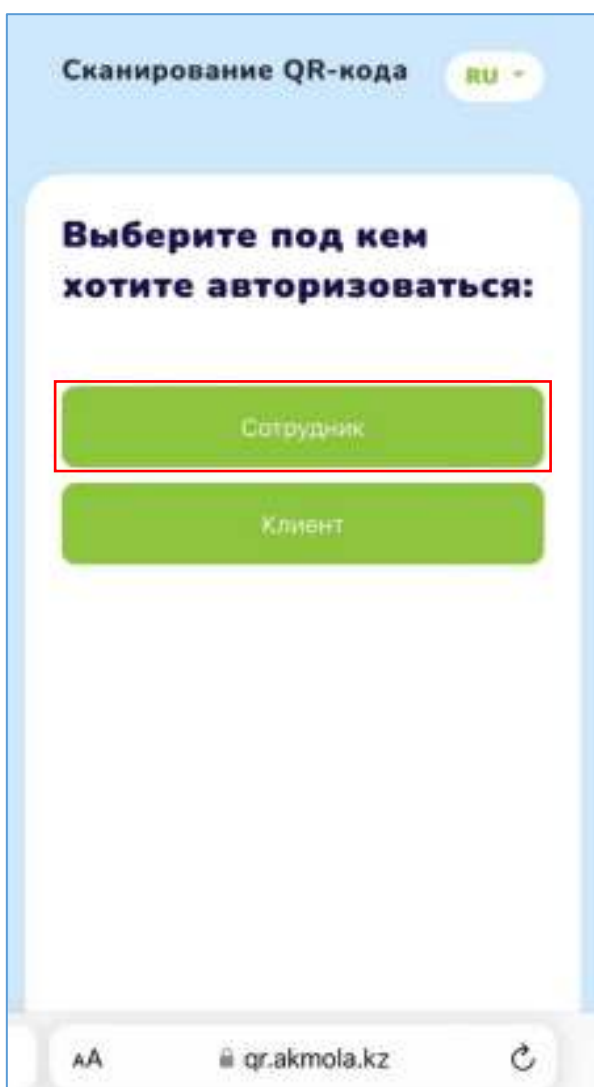 Сканирование QR-кода
RU
Выберите под кем
хотите авторизоваться:
Сотрудник
Клиент
AA
qr.akmola.kz